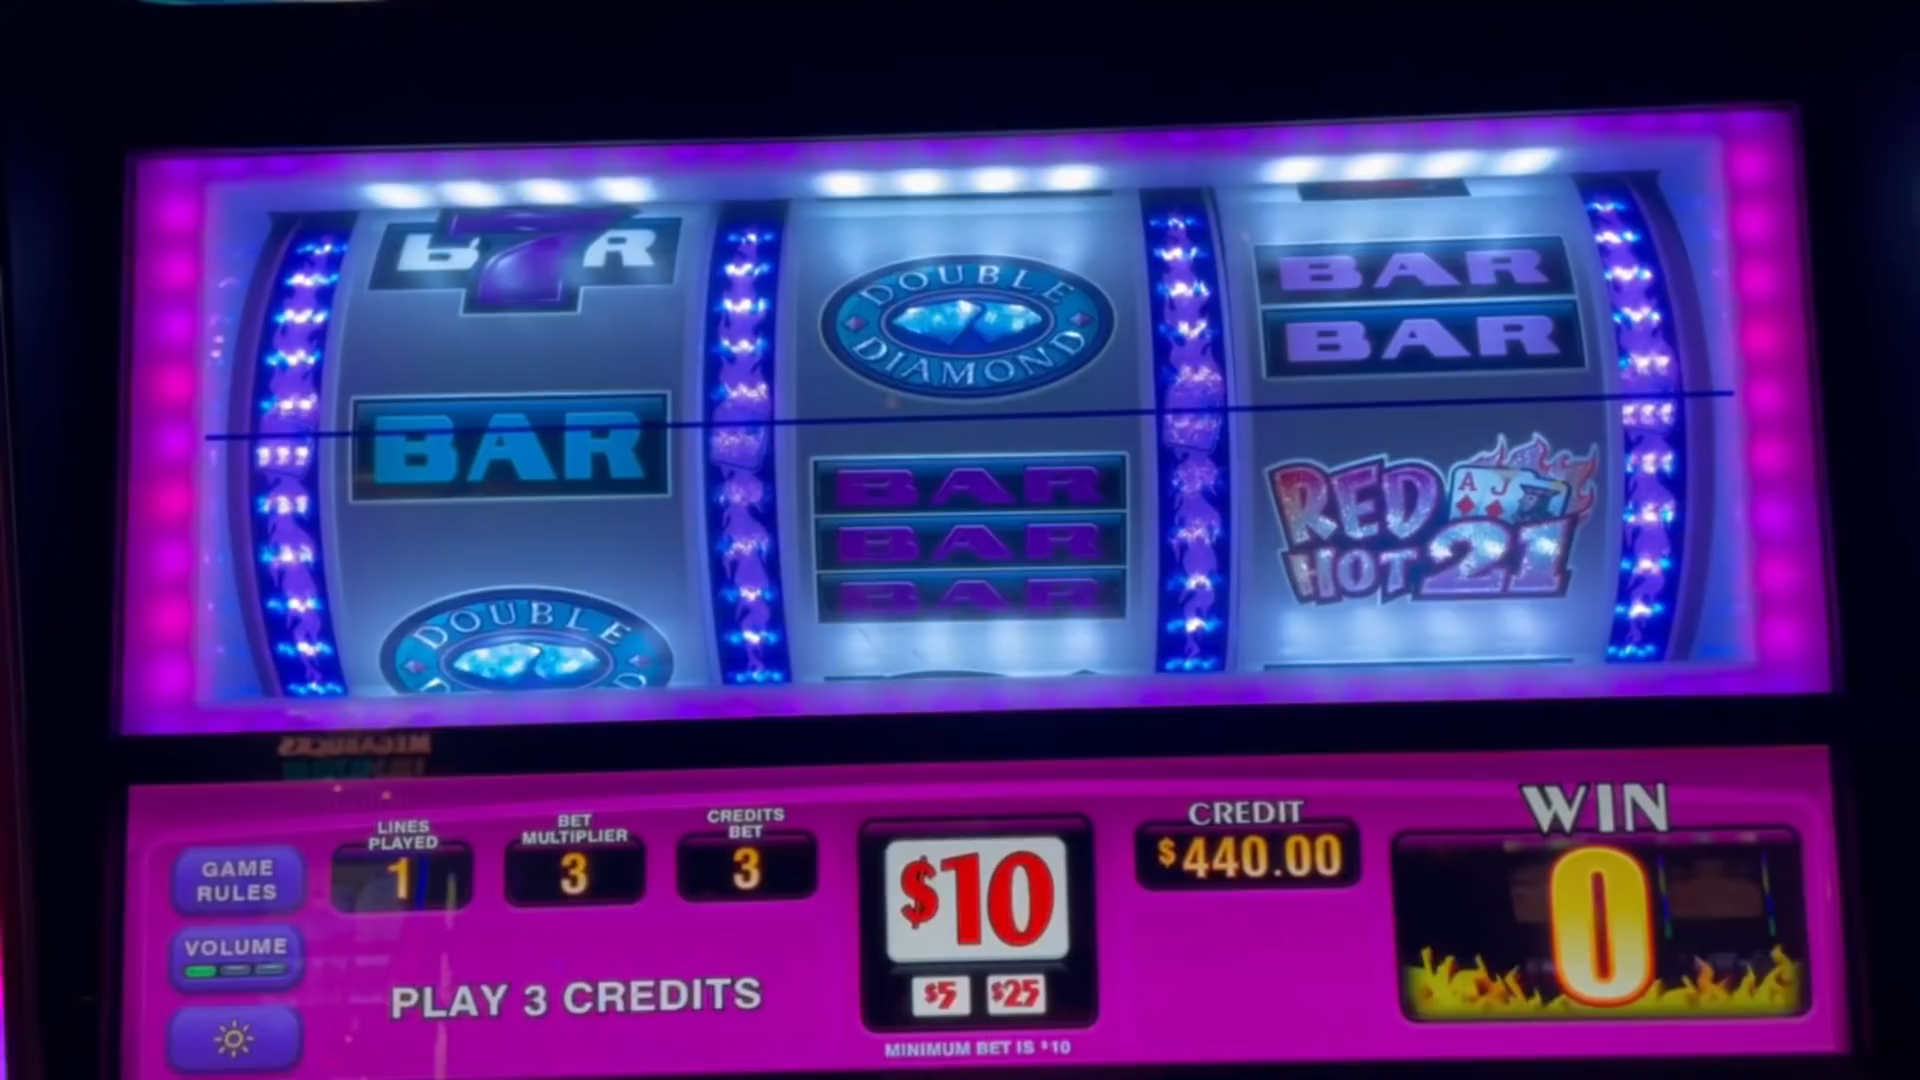 BAR
7
DOUBLE
DIAMOND
BAR
BAR
BAR
BAR
BAR
BAR
RED
HOT 21
A J
DOUBLE
LINES
PLAYED
1
BET
MULTIPLIER
3
CREDITS
BET
3
$10
$5 $25
MINIMUM BET IS $10
CREDIT
$440.00
WIN
0
GAME
RULES
VOLUME
PLAY 3 CREDITS